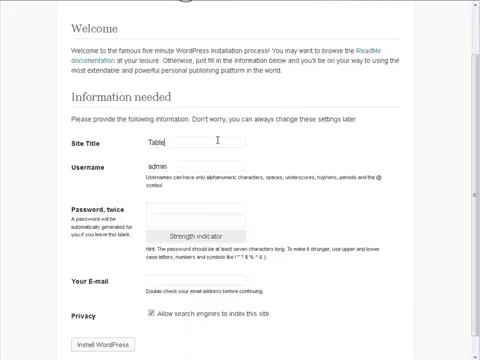 Welcome
Welcome to the famous five minute WordPress installation process! You may want to browse the ReadMe
documentation at your leisure. Otherwise, just fill in the information below and you'll be on your way to using the
most extendable and powerful personal publishing platform in the world.
Information needed
Please provide the following information. Don't worry, you can always change these settings later.
Site Title
Table
Username
admin
Usernames can have only alphanumeric characters, spaces, underscores, hyphens, periods and the @
symbol.
Password, twice
A password will be
automatically generated for
you if you leave this blank.
Strength indicator
Hint: The password should be at least seven characters long. To make it stronger, use upper and lower
case letters, numbers and symbols like ! " ? $ % ^ & ).
Your E-mail
Double-check your email address before continuing.
Privacy
Allow search engines to index this site.
Install WordPress